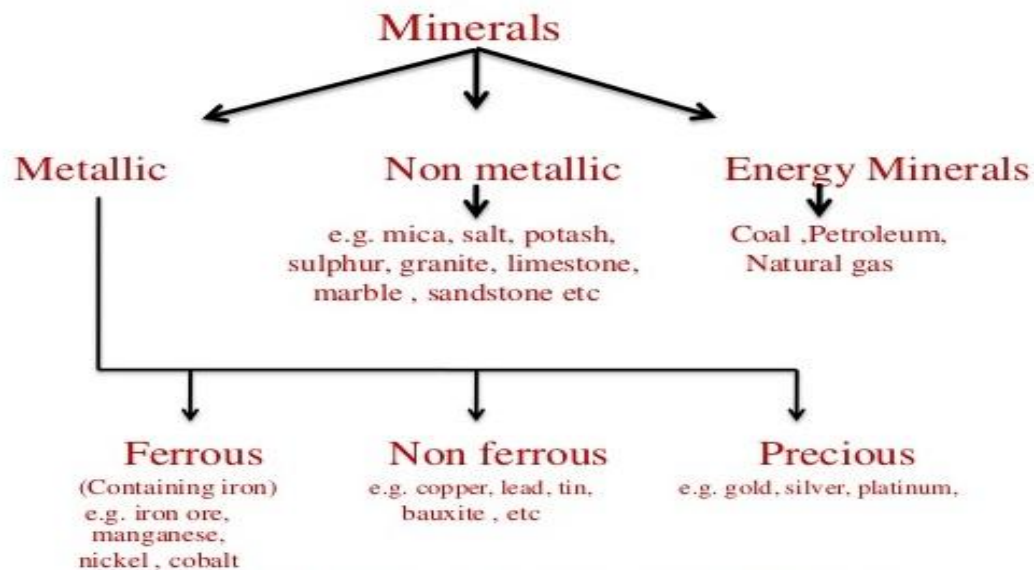 Minerals
Metallic
Non metallic
Energy Minerals
e.g. mica, salt, potash,
sulphur, granite, limestone,
marble , sandstone etc
Coal ,Petroleum,
Natural gas
Ferrous
(Containing iron)
e.g. iron ore,
manganese,
nickel , cobalt
Non ferrous
e.g. copper, lead, tin,
bauxite , etc
Precious
e.g. gold, silver, platinum,